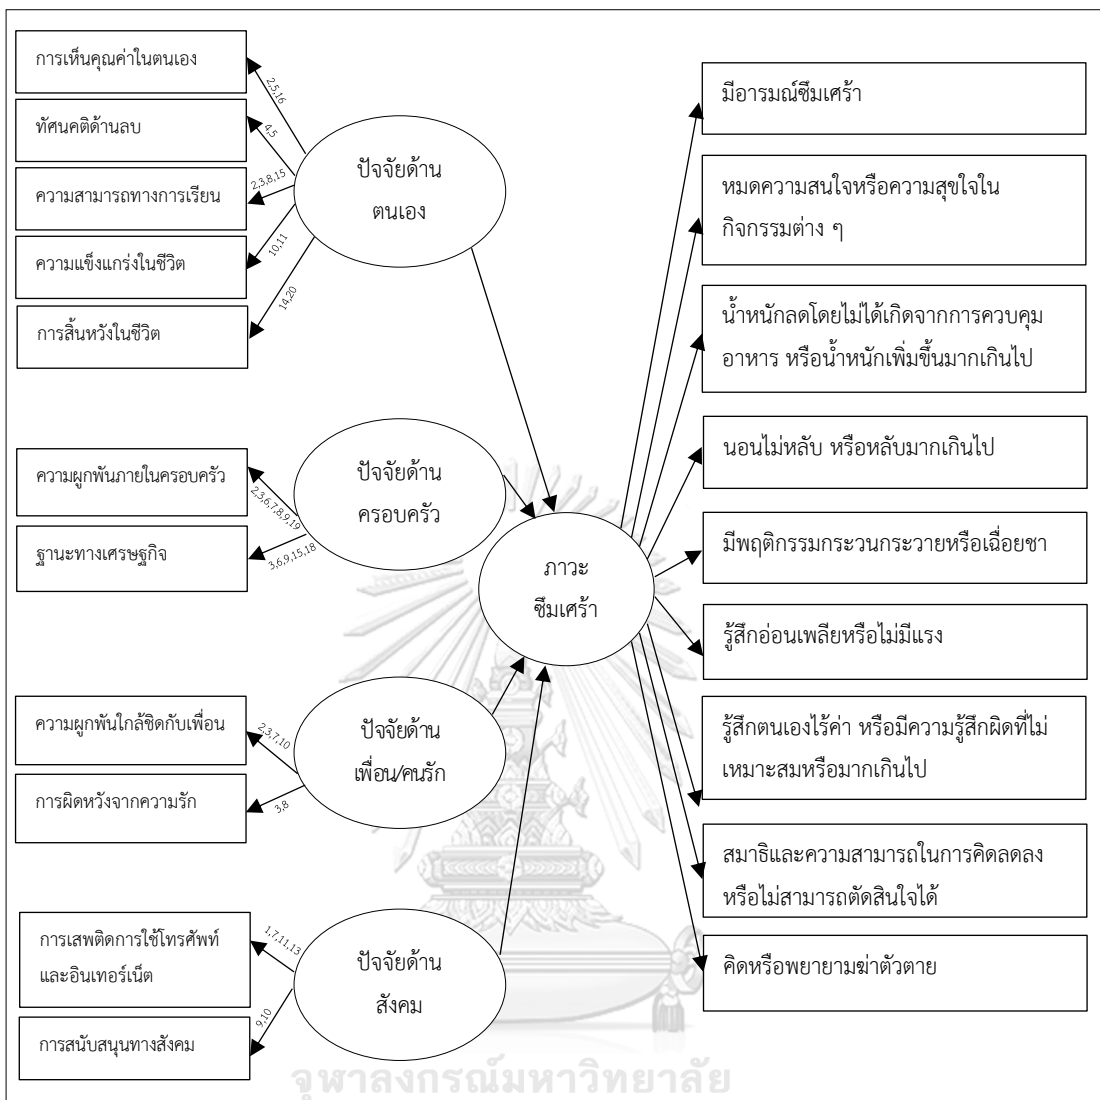 การเห็นคุณค่าในตนเอง
ทัศนคติด้านลบ
ความสามารถทางการเรียน
ความแข็งแกร่งในชีวิต
การสิ้นหวังในชีวิต
2,5,16
4,5
2,3,8,15
10,11
14,20
ปัจจัยด้าน
ตนเอง
ความผูกพันภายในครอบครัว
ฐานะทางเศรษฐกิจ
2,3,6,7,8,9,19
3,6,9,15,18
ปัจจัยด้าน
ครอบครัว
ความผูกพันใกล้ชิดกับเพื่อน
การผิดหวังจากความรัก
2,3,7,10
3,8
ปัจจัยด้าน
เพื่อน/คนรัก
การเสพติดการใช้โทรศัพท์
และอินเทอร์เน็ต
การสนับสนุนทางสังคม
1,7,11,13
9,10
ปัจจัยด้าน
สังคม
ภาวะ
ซึมเศร้า
มีอารมณ์ซึมเศร้า
หมดความสนใจหรือความสุขใจใน
กิจกรรมต่าง ๆ
น้ำหนักลดโดยไม่ได้เกิดจากการควบคุม
อาหาร หรือน้ำหนักเพิ่มขึ้นมากเกินไป
นอนไม่หลับ หรือหลับมากเกินไป
มีพฤติกรรมกระวนกระวายหรือเฉื่อยชา
รู้สึกอ่อนเพลียหรือไม่มีแรง
รู้สึกตนเองไร้ค่า หรือมีความรู้สึกผิดที่ไม่
เหมาะสมหรือมากเกินไป
สมาธิและความสามารถในการคิดลดลง
หรือไม่สามารถตัดสินใจได้
คิดหรือพยายามฆ่าตัวตาย
จุฬาลงกรณ์มหาวิทยาลัย